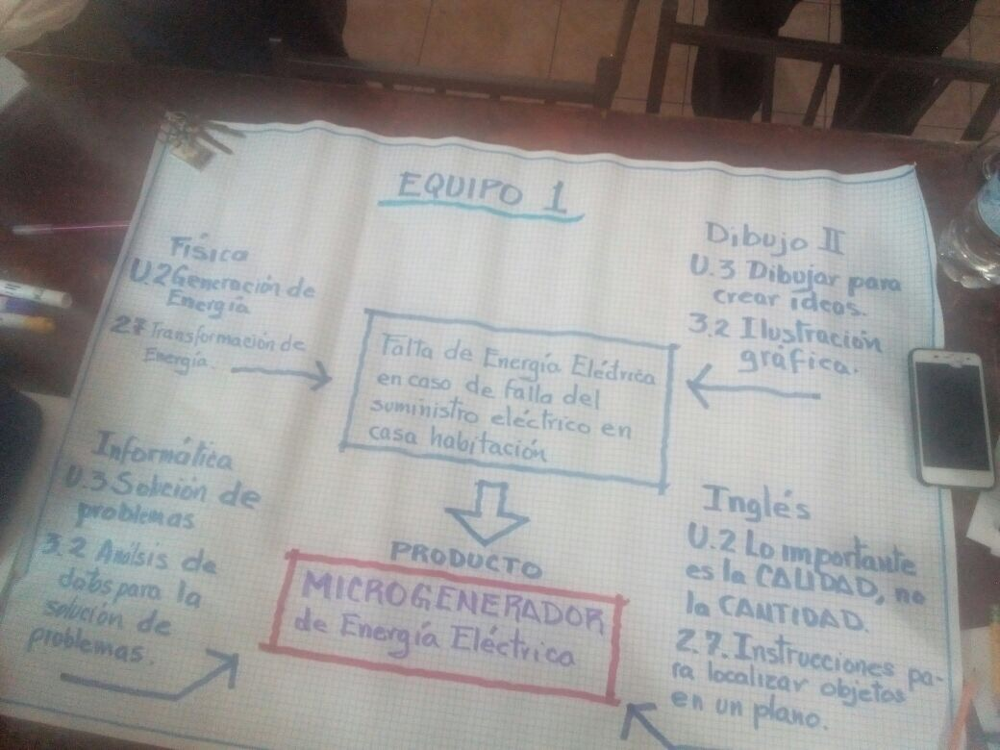 EQUIPO 1
Física
U.2 Generación de
Energía
2.7 Transformación de
Energía.
Dibujo II
U.3 Dibujar para
crear ideas.
3.2 Ilustración
gráfica.
Falta de Energía Eléctrica
en caso de falla del
suministro eléctrico en
casa habitación
Informática
U.3 Solución de
problemas
3.2 Análisis de
datos para la
solución de
problemas.
PRODUCTO
MICROGENERADOR
de Energía Eléctrica
Inglés
U.2 Lo importante
es la CALIDAD, no
la CANTIDAD.
2.7. Instrucciones pa-
ra localizar objetos
en un plano.